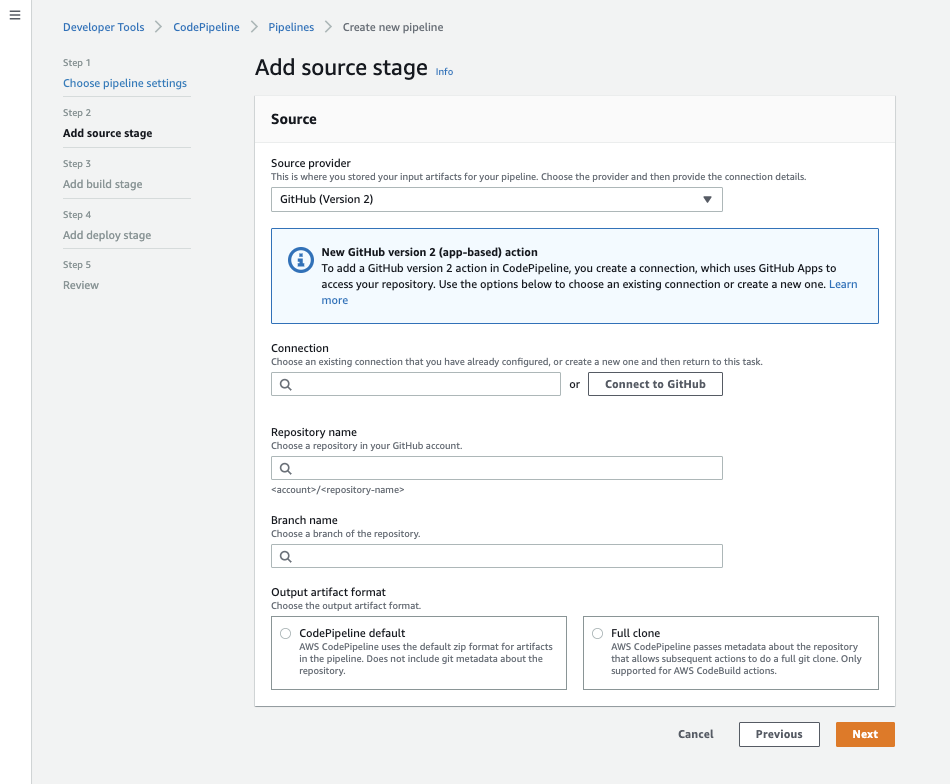 Developer Tools > CodePipeline > Pipelines > Create new pipeline
Step 1
Choose pipeline settings
Step 2
Add source stage
Step 3
Add build stage
Step 4
Add deploy stage
Step 5
Review
Add source stage Info
Source
Source provider
This is where you stored your input artifacts for your pipeline. Choose the provider and then provide the connection details.
GitHub (Version 2)
New GitHub version 2 (app-based) action
To add a GitHub version 2 action in CodePipeline, you create a connection, which uses GitHub Apps to
access your repository. Use the options below to choose an existing connection or create a new one. Learn
more
Connection
Choose an existing connection that you have already configured, or create a new one and then return to this task.
or Connect to GitHub
Repository name
Choose a repository in your GitHub account.
<account>/<repository-name>
Branch name
Choose a branch of the repository.
Output artifact format
Choose the output artifact format.
CodePipeline default
AWS CodePipeline uses the default zip format for artifacts
in the pipeline. Does not include git metadata about the
repository.
Full clone
AWS CodePipeline passes metadata about the repository
that allows subsequent actions to do a full git clone. Only
supported for AWS CodeBuild actions.
Cancel Previous Next